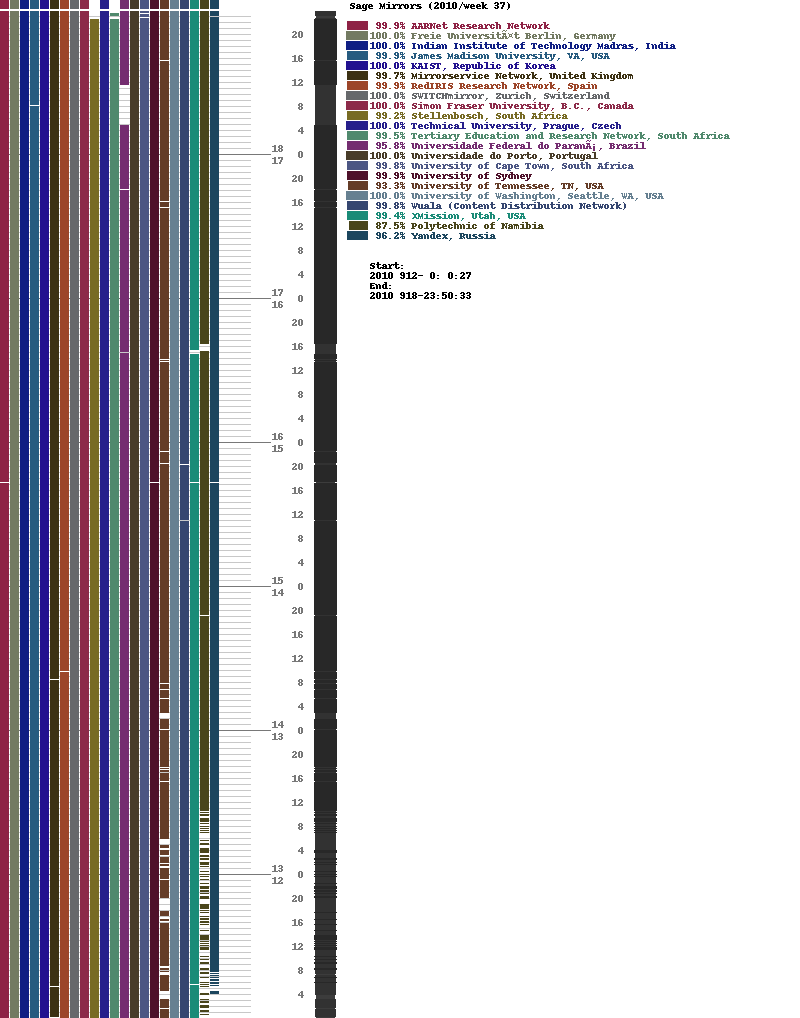 Sage Mirrors (2010/week 37)
99.9% AARNet Research Network
100.0% Freie UniversitÃ¤t Berlin, Germany
100.0% Indian Institute of Technology Madras, India
99.9% James Madison University, VA, USA
100.0% KAIST, Republic of Korea
99.7% Mirrorservice Network, United Kingdom
99.9% RedIRIS Research Network, Spain
100.0% SWITCHmirror, Zurich, Switzerland
100.0% Simon Fraser University, B.C., Canada
99.2% Stellenbosch, South Africa
100.0% Technical University, Prague, Czech
99.5% Tertiary Education and Research Network, South Africa
95.8% Universidade Federal do ParanÃ¡, Brazil
100.0% Universidade do Porto, Portugal
99.8% University of Cape Town, South Africa
99.9% University of Sydney
93.3% University of Tennessee, TN, USA
100.0% University of Washington, Seattle, WA, USA
99.8% Wuala (Content Distribution Network)
99.4% XMission, Utah, USA
87.5% Polytechnic of Namibia
96.2% Yandex, Russia
Start:
2010 912- 0: 0:27
End:
2010 918-23:50:33
20
16
12
8
4
18
0
17
20
16
12
8
4
17
0
16
20
16
12
8
4
16
0
15
20
16
12
8
4
15
0
14
20
16
12
8
4
14
0
13
20
16
12
8
4
13
0
12
20
16
12
8
4